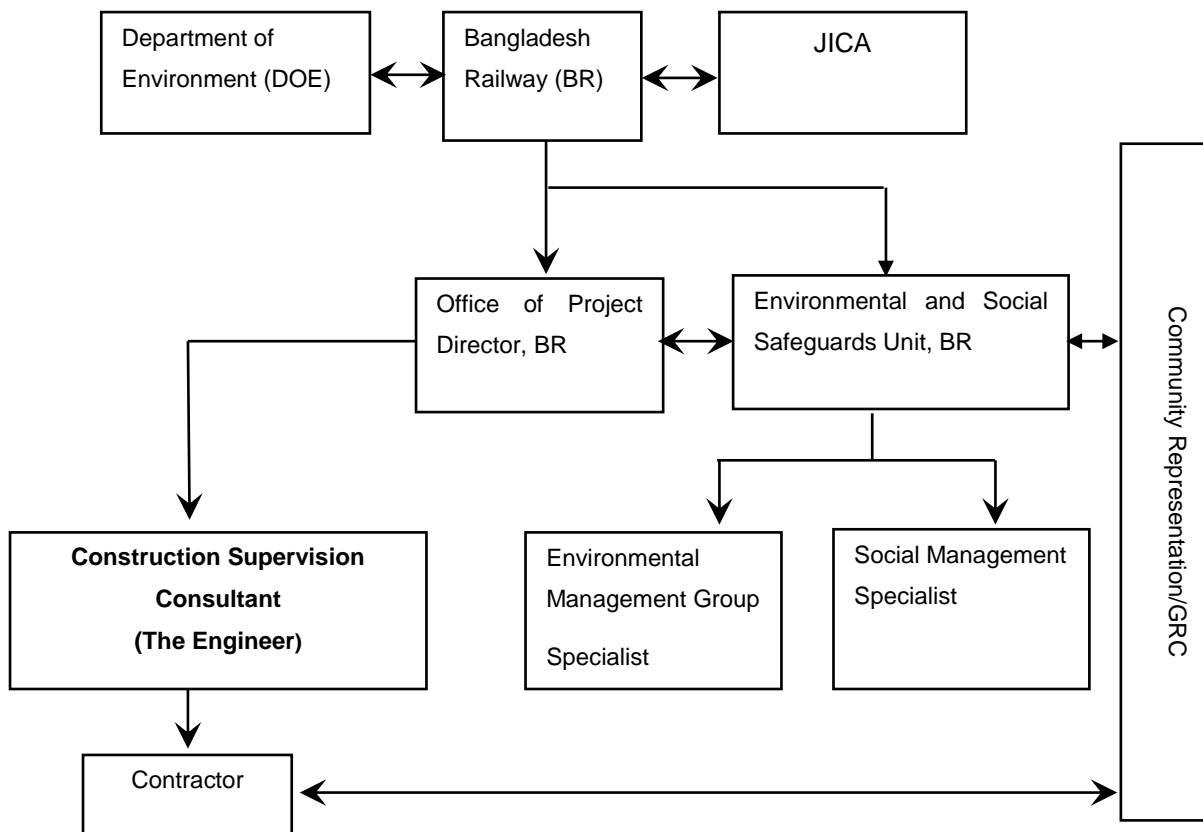 Department of
Environment (DOE)
Bangladesh
Railway (BR)
JICA
Office of Project
Director, BR
Environmental and Social
Safeguards Unit, BR
Community Representation/GRC
Construction Supervision
Consultant
(The Engineer)
Environmental
Management Group
Specialist
Social Management
Specialist
Contractor